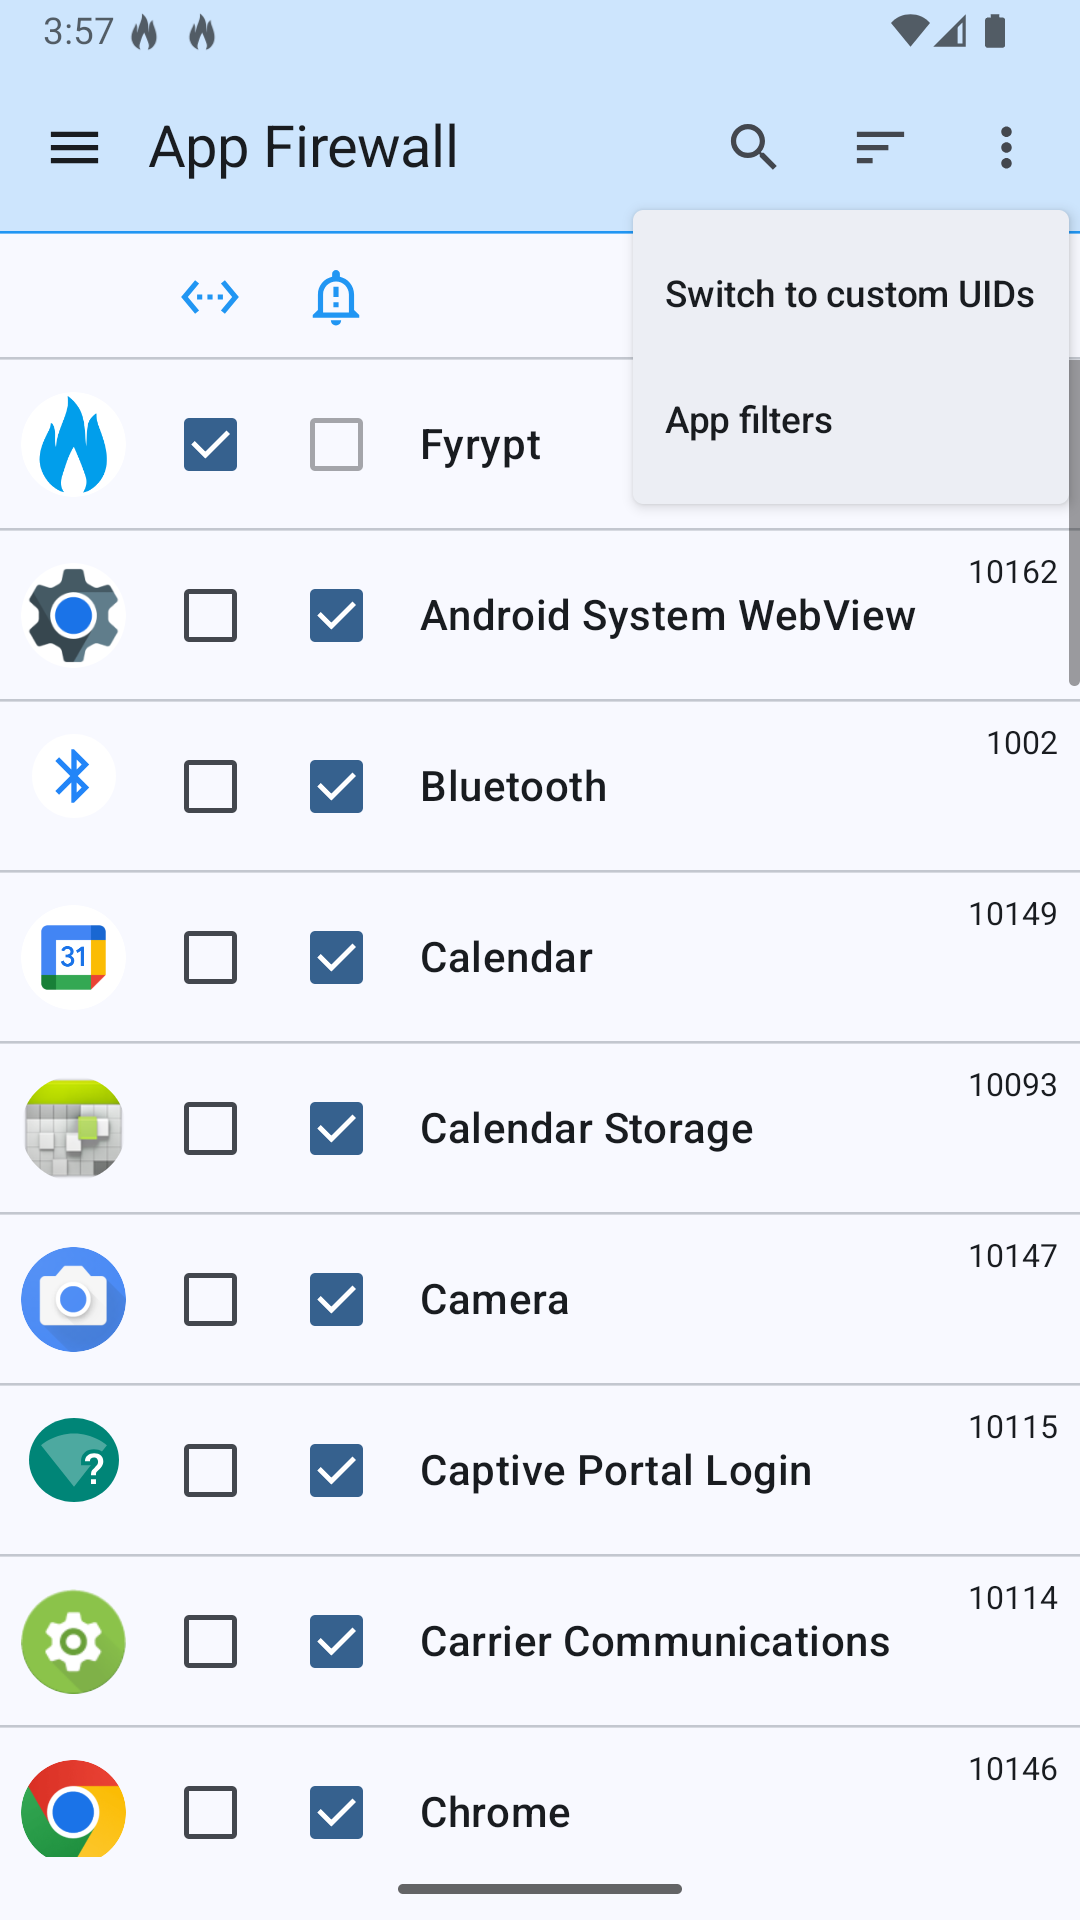 3:57
App Firewall
Switch to custom UIDs
App filters
Fyrypt
10162
Android System WebView
1002
Bluetooth
10149
31
Calendar
10093
Calendar Storage
10147
Camera
10115
?
Captive Portal Login
10114
Carrier Communications
10146
Chrome